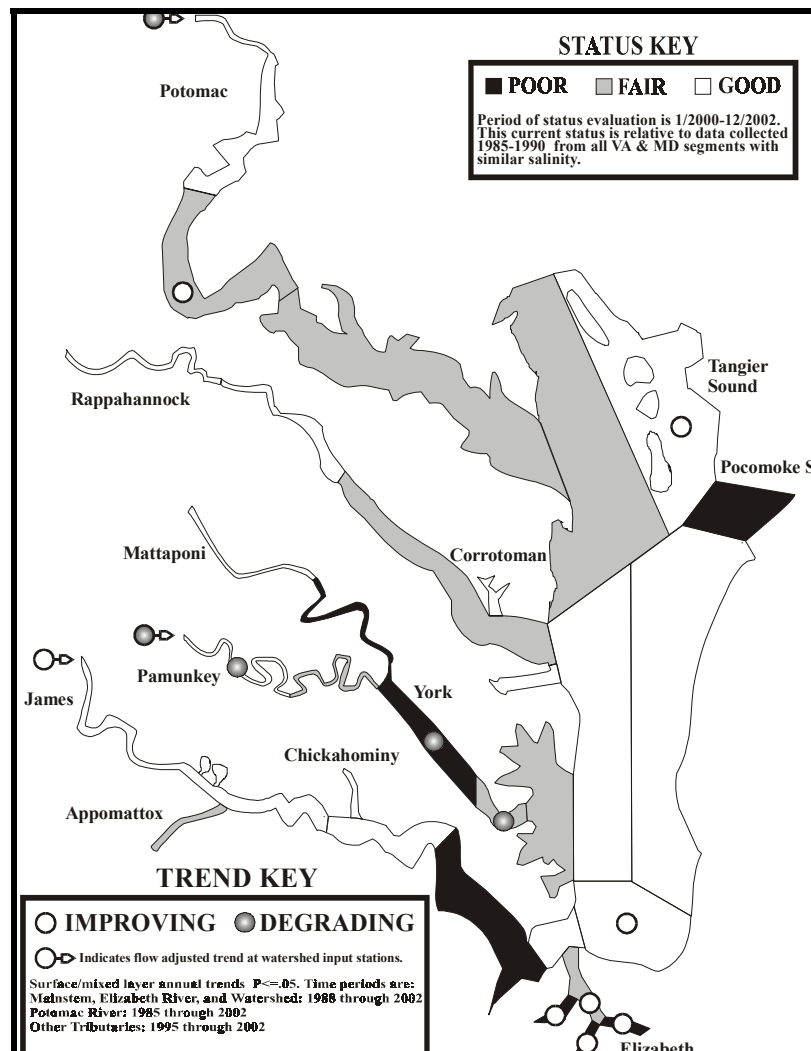 STATUS KEY
POOR FAIR GOOD
Period of status evaluation is 1/2000-12/2002.
This current status is relative to data collected
1985-1990 from all VA & MD segments with
similar salinity.
Potomac
Tangier
Sound
Rappahannock
Pocomoke S
Mattaponi
Corrotoman
Pamunkey
York
James
Chickahominy
Appomattox
TREND KEY
IMPROVING DEGRADING
Indicates flow adjusted trend at watershed input stations.
Surface/mixed layer annual trends P<=.05. Time periods are:
Mainstem, Elizabeth River, and Watershed: 1988 through 2002
Potomac River: 1985 through 2002
Other Tributaries: 1995 through 2002
Elizabeth